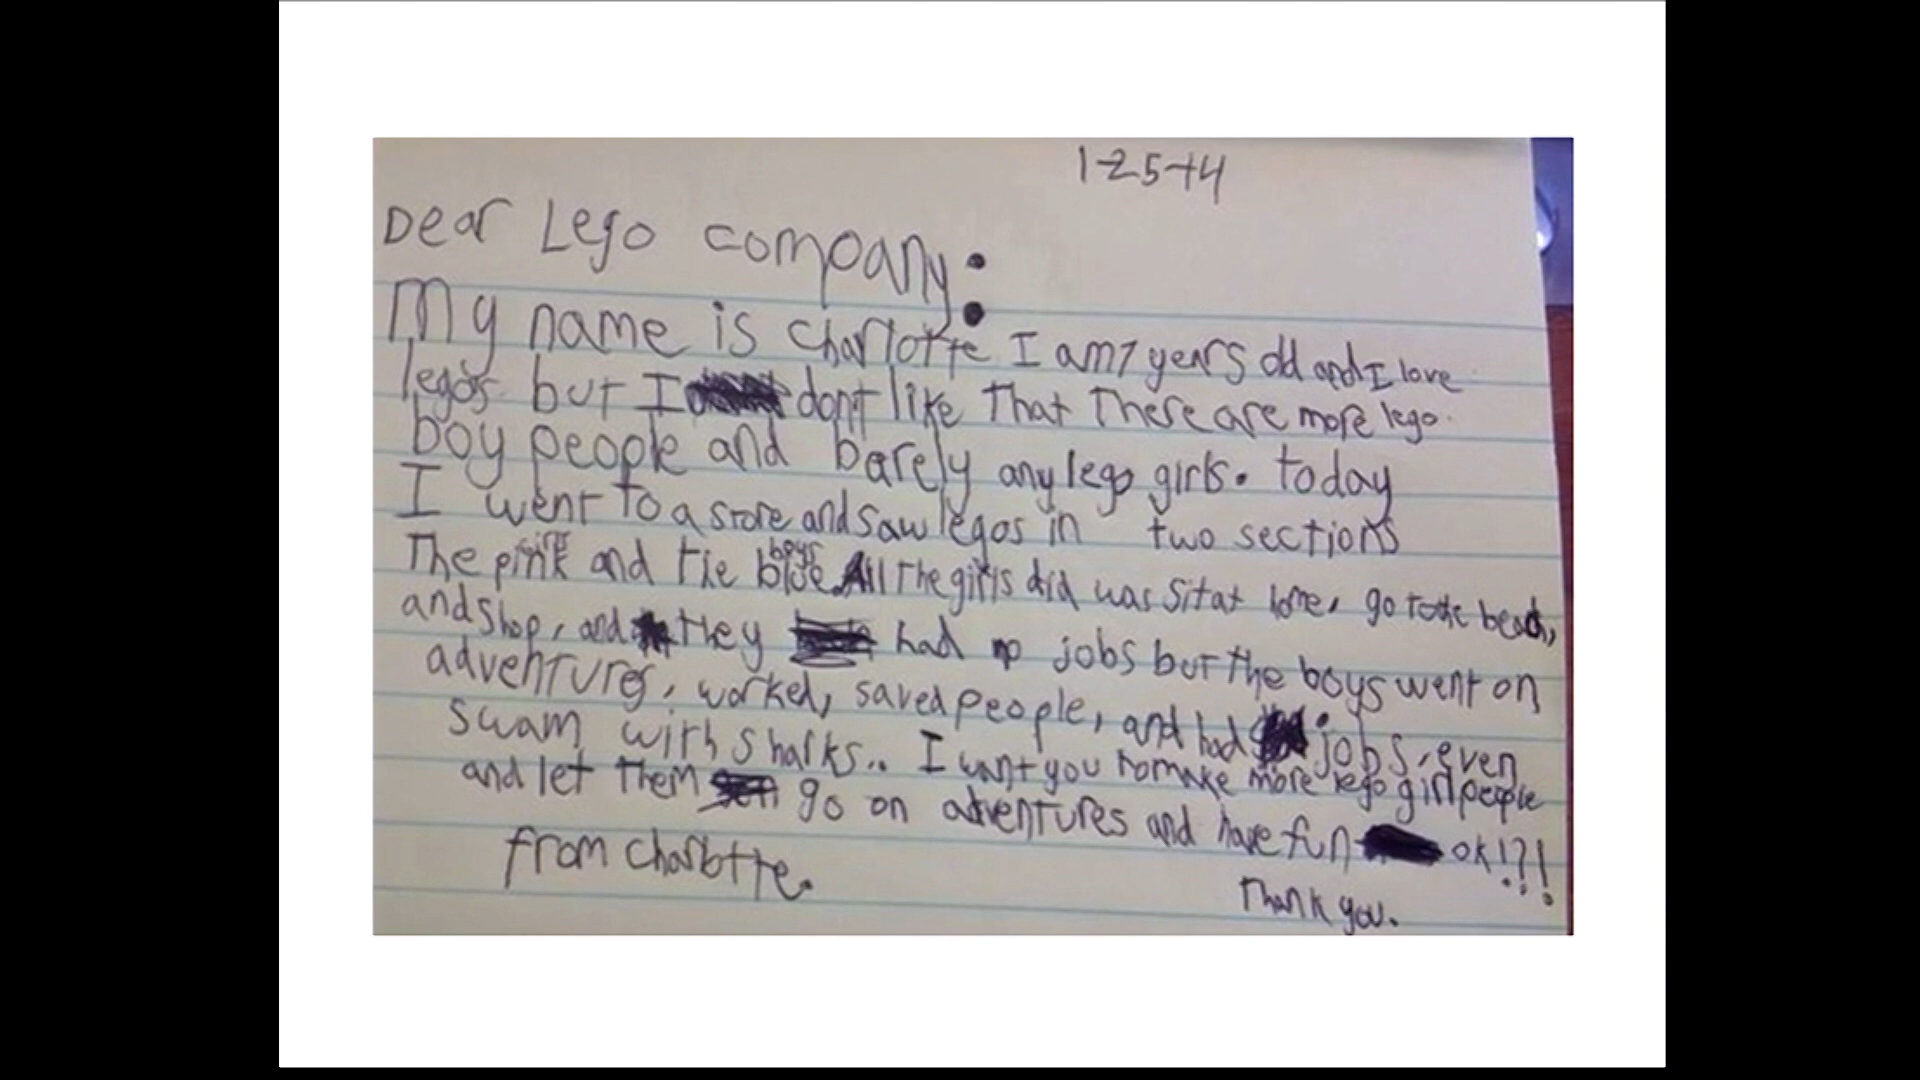 1-25-14
Dear Lego company:
My name is Charlotte I am 7 years old and I love
legos but I don't like that there are more lego
boy people and barely any lego girls. today
I went to a store and saw legos in two sections
girls boys
The pink and the blue. All the girls did was sit at home, go to the beach,
and shop, and they had no jobs but the boys went on
adventures, worked, saved people, and had jobs, even
swam with sharks.. I want you to make more lego girl people
and let them go on adventures and have fun ok!?!
from Charlotte.
Thank you.